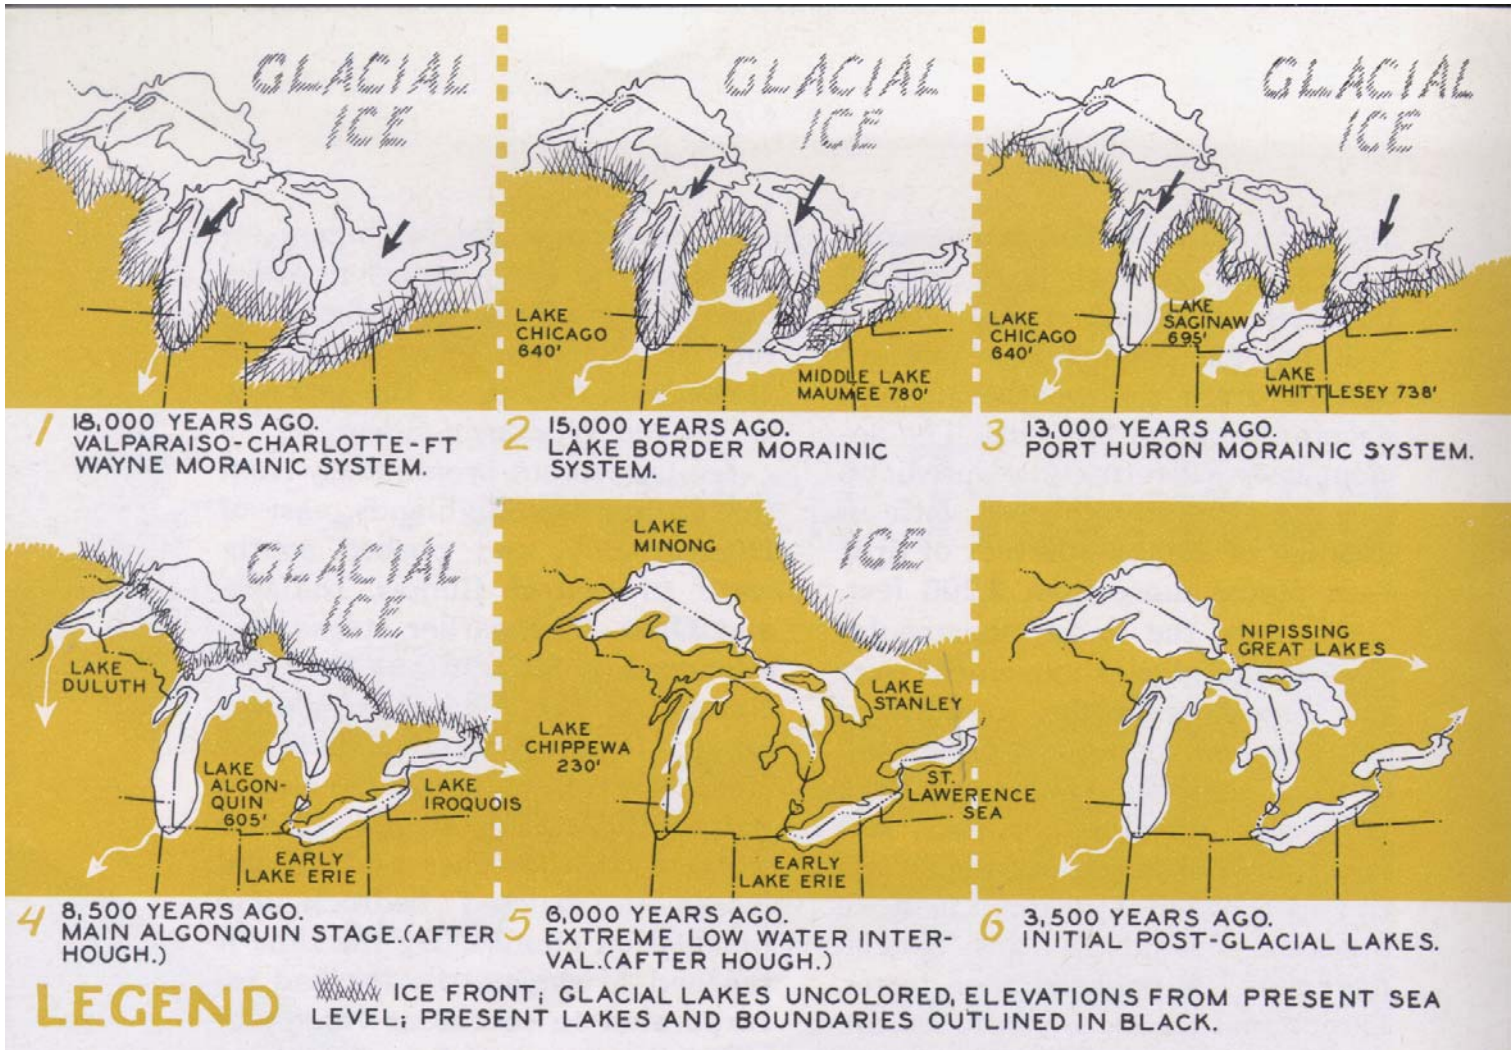 GLACIAL
ICE
1 18,000 YEARS AGO.
VALPARAISO-CHARLOTTE-FT
WAYNE MORAINIC SYSTEM.
GLACIAL
ICE
LAKE
CHICAGO
640'
MIDDLE LAKE
MAUMEE 780'
2 15,000 YEARS AGO.
LAKE BORDER MORAINIC
SYSTEM.
GLACIAL
ICE
LAKE
CHICAGO
640'
LAKE
SAGINAW
695'
LAKE
WHITTLESEY 738'
3 13,000 YEARS AGO.
PORT HURON MORAINIC SYSTEM.
GLACIAL
ICE
LAKE
DULUTH
LAKE
ALGON-
QUIN
605'
LAKE
IROQUOIS
EARLY
LAKE ERIE
4 8,500 YEARS AGO.
MAIN ALGONQUIN STAGE.(AFTER
HOUGH.)
LAKE
MINONG
ICE
LAKE
STANLEY
LAKE
CHIPPEWA
230'
ST.
LAWERENCE
SEA
EARLY
LAKE ERIE
5 6,000 YEARS AGO.
EXTREME LOW WATER INTER-
VAL.(AFTER HOUGH.)
NIPISSING
GREAT LAKES
6 3,500 YEARS AGO.
INITIAL POST-GLACIAL LAKES.
LEGEND
ICE FRONT; GLACIAL LAKES UNCOLORED, ELEVATIONS FROM PRESENT SEA
LEVEL; PRESENT LAKES AND BOUNDARIES OUTLINED IN BLACK.